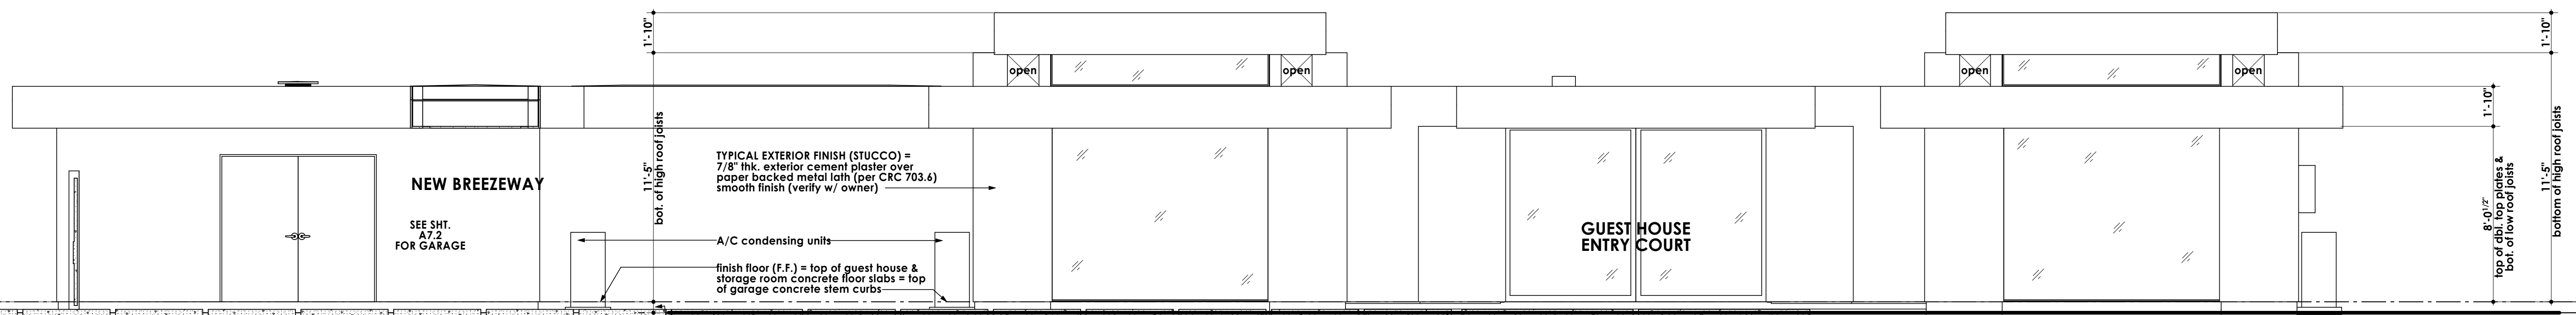 1'-10"
11'-5"
bot. of high roof joists
open
open
open
open
NEW BREEZEWAY
SEE SHT.
A7.2
FOR GARAGE
TYPICAL EXTERIOR FINISH (STUCCO) =
7/8" thk. exterior cement plaster over
paper backed metal lath (per CRC 703.6)
smooth finish (verify w/ owner)
A/C condensing units
finish floor (F.F.) = top of guest house &
storage room concrete floor slabs = top
of garage concrete stem curbs
GUEST HOUSE
ENTRY COURT
1'-10"
8'-0 1/2"
top of dbl. top plates &
bot. of low roof joists
1'-10"
11'-5"
bottom of high roof joists